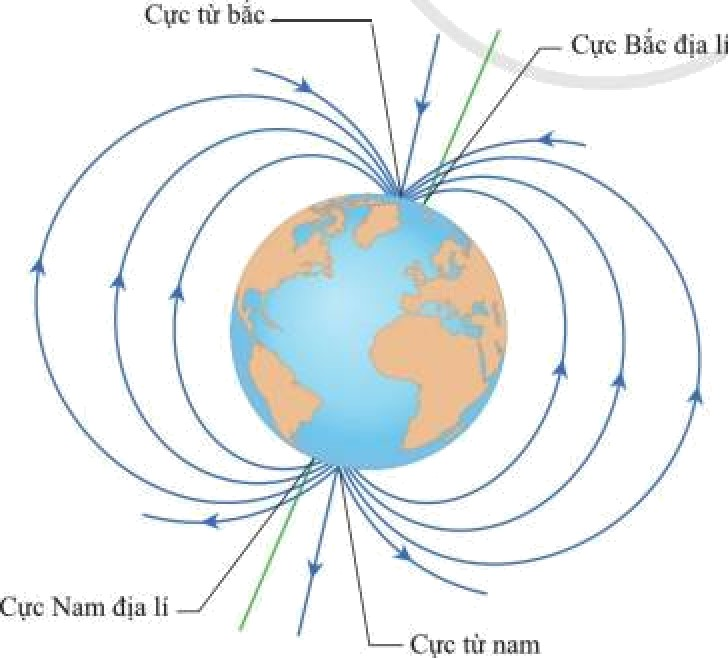 Cực từ bắc
Cực Bắc địa lí
Cực Nam địa lí
Cực từ nam